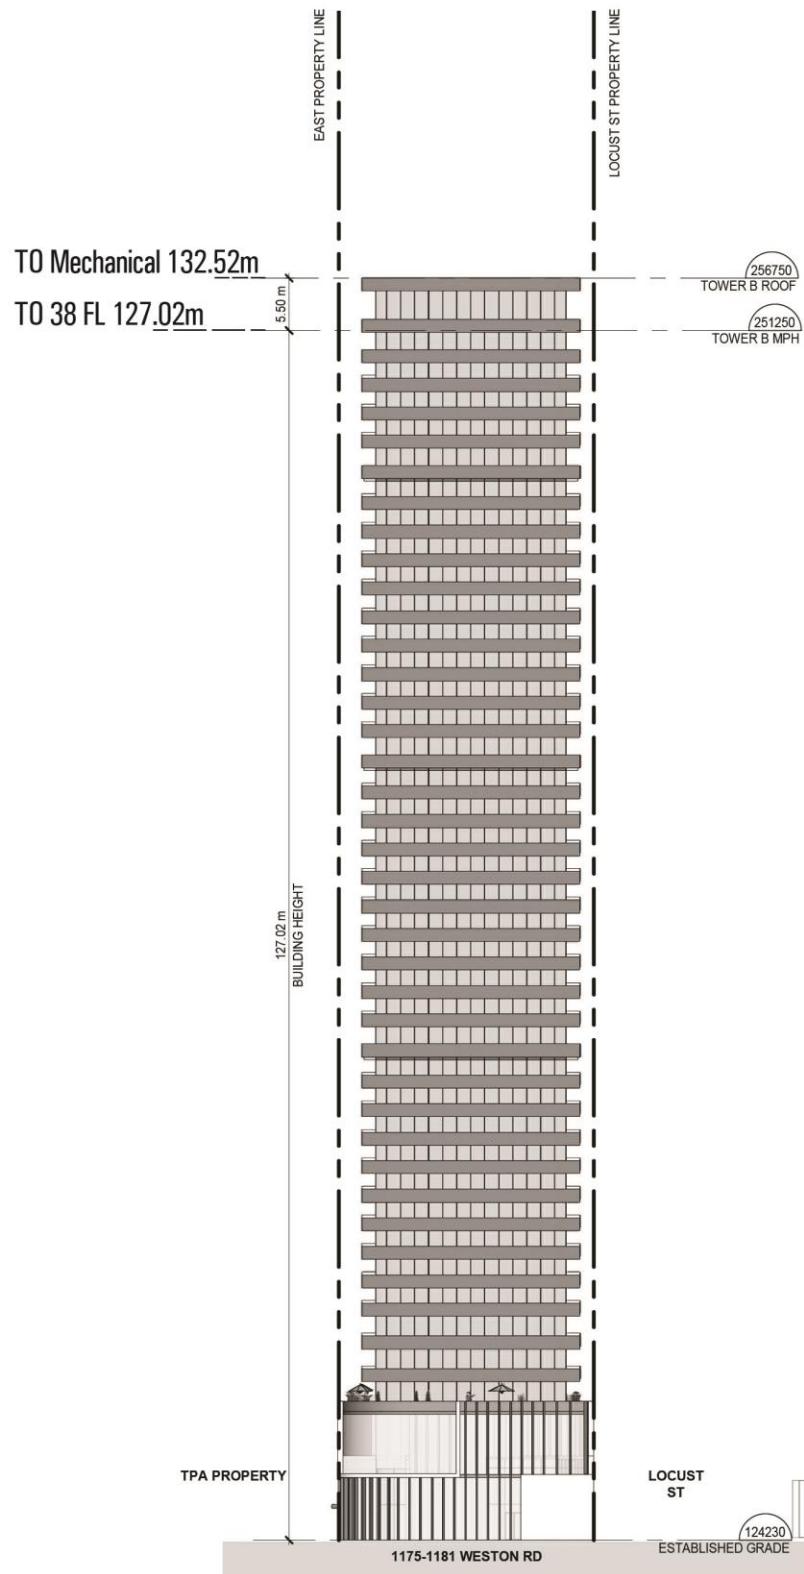 EAST PROPERTY LINE
LOCUST ST PROPERTY LINE
TO Mechanical 132.52m
256750
TOWER B ROOF
5.50 m
TO 38 FL 127.02m
251250
TOWER B MPH
127.02 m
BUILDING HEIGHT
TPA PROPERTY
LOCUST
ST
124230
ESTABLISHED GRADE
1175-1181 WESTON RD